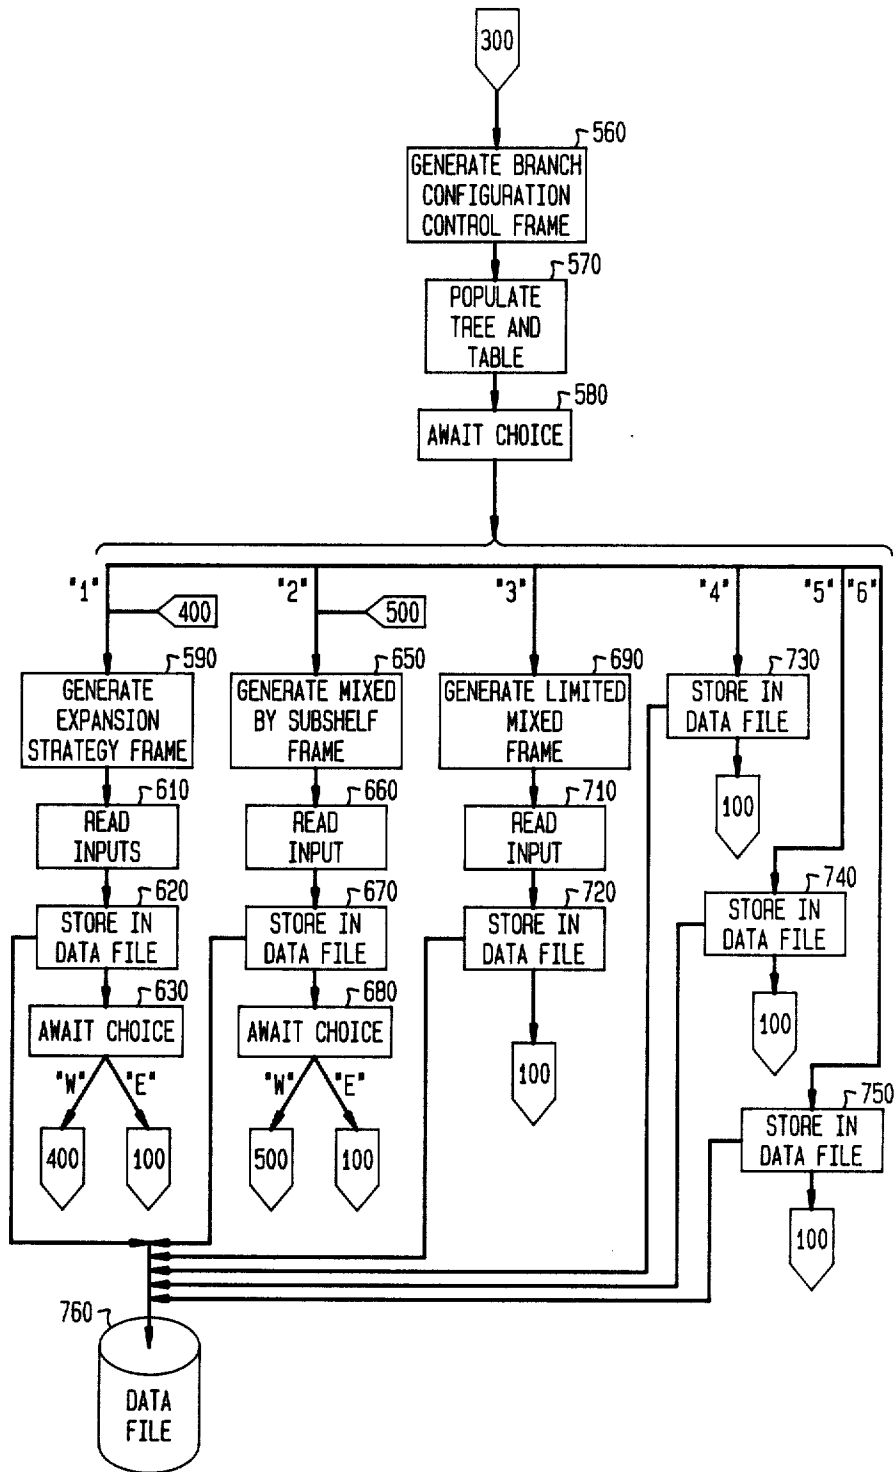 300
560
GENERATE BRANCH
CONFIGURATION
CONTROL FRAME
570
POPULATE
TREE AND
TABLE
580
AWAIT CHOICE
"1"
"2"
"3"
"4"
"5"
"6"
400
500
590
GENERATE
EXPANSION
STRATEGY FRAME
650
GENERATE MIXED
BY SUBSHELF
FRAME
690
GENERATE LIMITED
MIXED
FRAME
730
STORE IN
DATA FILE
100
610
READ
INPUTS
660
READ
INPUT
710
READ
INPUT
620
STORE IN
DATA FILE
670
STORE IN
DATA FILE
720
STORE IN
DATA FILE
740
STORE IN
DATA FILE
100
630
AWAIT CHOICE
"W"
"E"
400
100
680
AWAIT CHOICE
"W"
"E"
500
100
100
750
STORE IN
DATA FILE
100
760
DATA
FILE